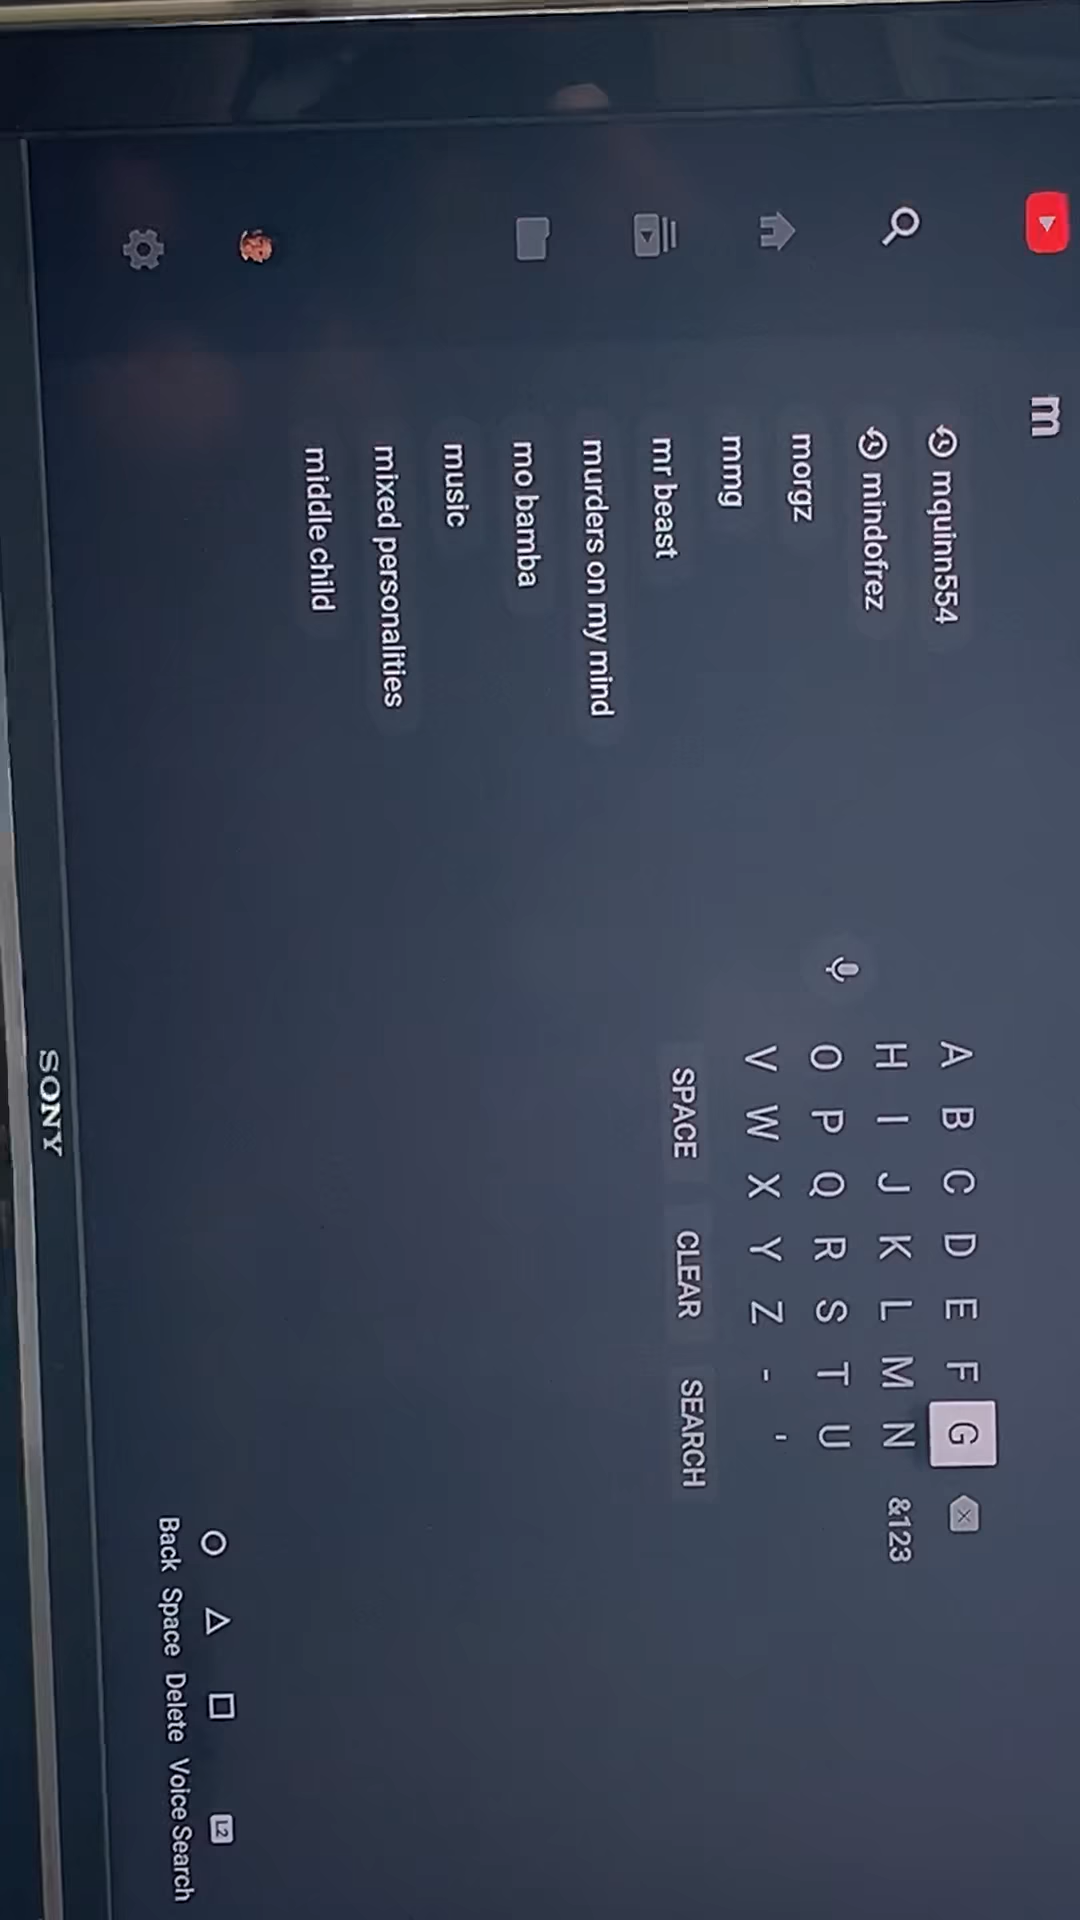 m
mquinn554
mindofrez
morgz
mmg
mr beast
murders on my mind
mo bamba
music
mixed personalities
middle child
A B C D E F G
H I J K L M N &123
O P Q R S T U
V W X Y Z - '
SPACE CLEAR SEARCH
L2
Back Space Delete Voice Search
SONY